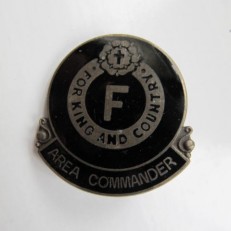 FOR KING AND COUNTRY
F
AREA COMMANDER